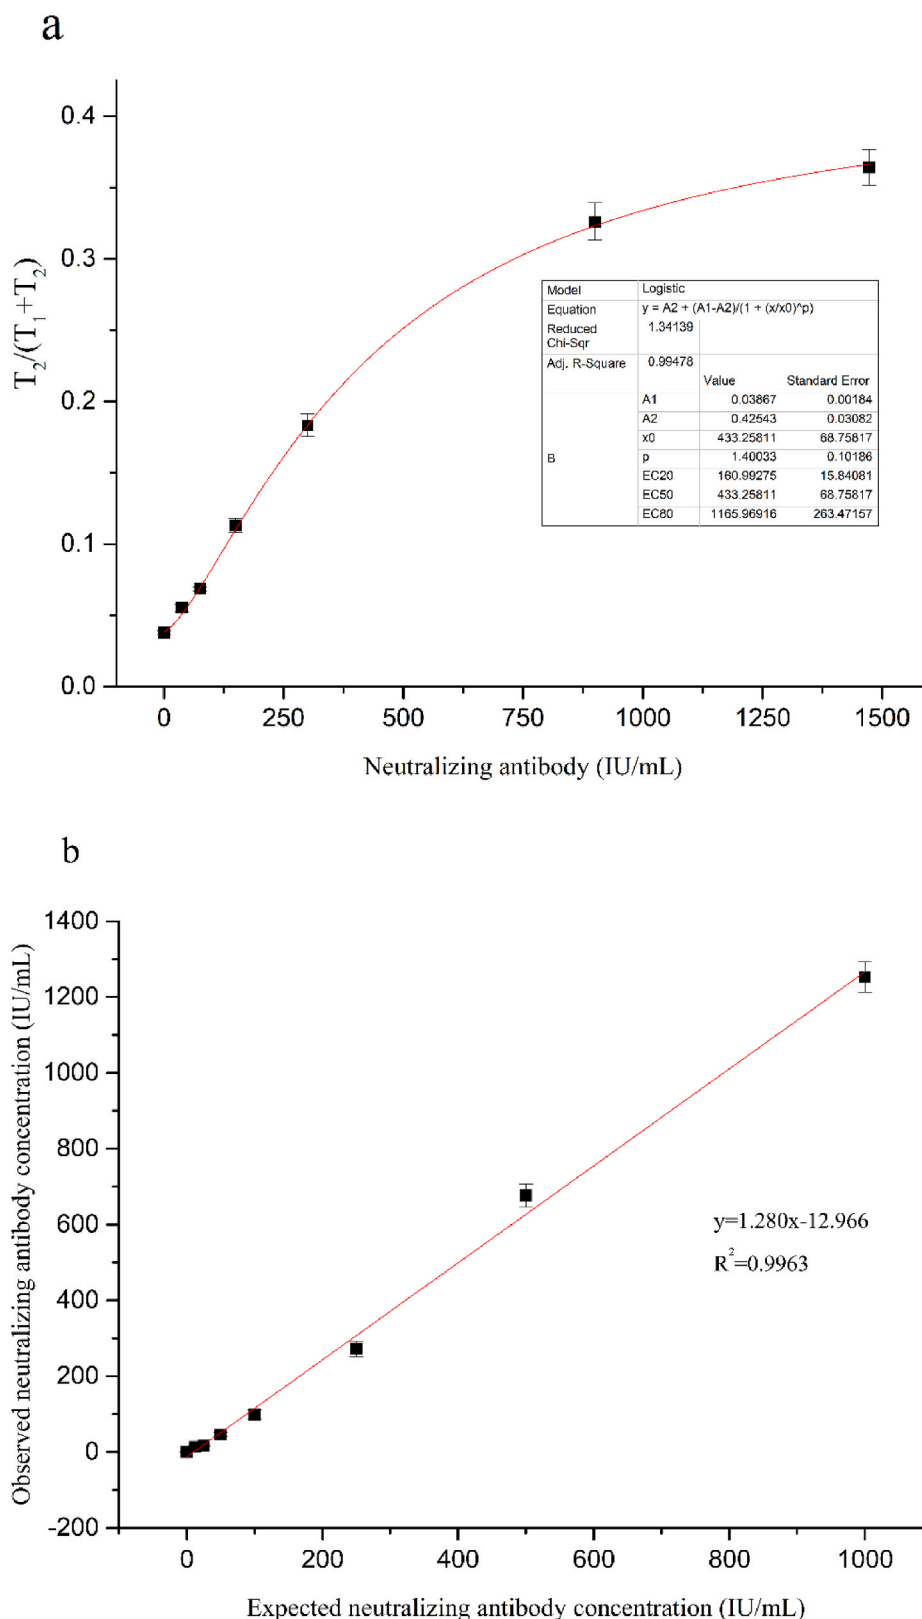 a
0.4
0.3
0.2
0.1
0.0
T2/(T1+T2)
Model Logistic
Equation y = A2 + (A1-A2)/(1 + (x/x0)^p)
Reduced Chi-Sqr 1.34139
Adj. R-Square 0.99478
Value Standard Error
B
A1 0.03867 0.00184
A2 0.42543 0.03082
x0 433.25811 68.75817
p 1.40033 0.10186
EC20 160.99275 15.84081
EC50 433.25811 68.75817
EC80 1165.96916 263.47157
0 250 500 750 1000 1250 1500
Neutralizing antibody (IU/mL)
b
1400
1200
1000
800
600
400
200
0
-200
Observed neutralizing antibody concentration (IU/mL)
y=1.280x-12.966
R²=0.9963
0 200 400 600 800 1000
Expected neutralizing antibody concentration (IU/mL)